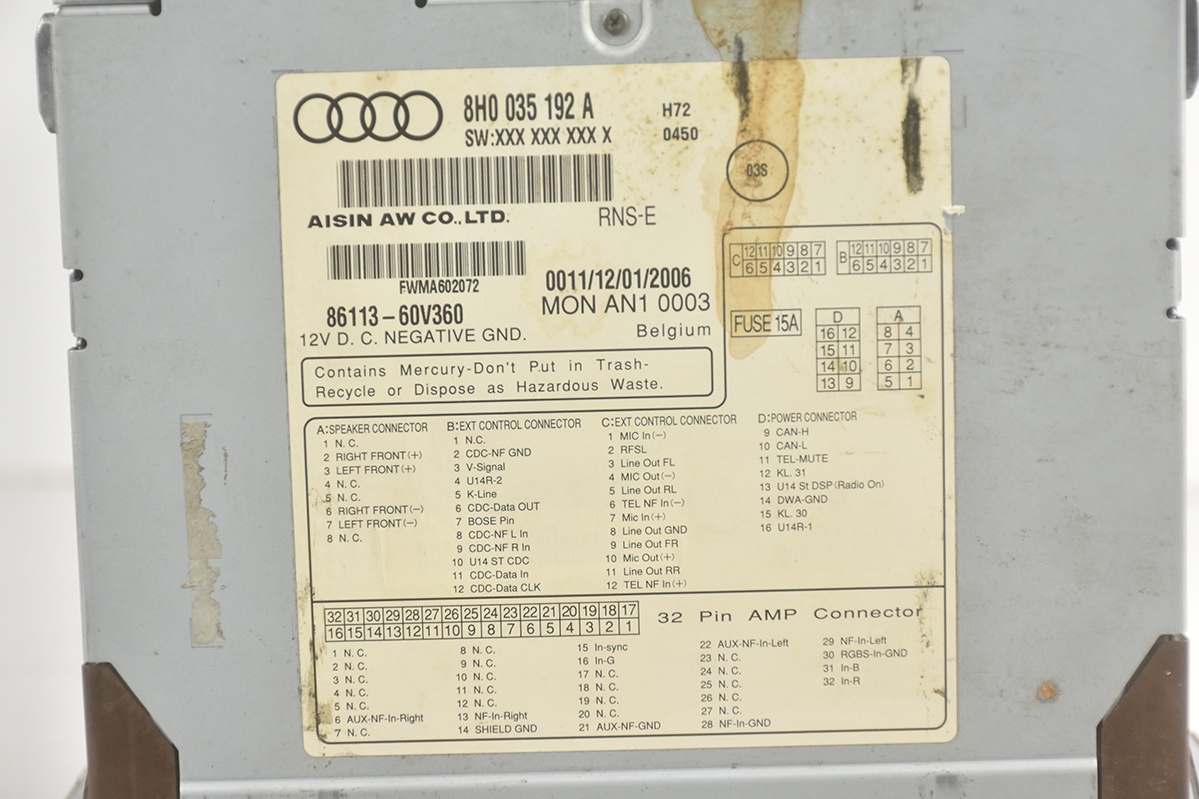 8H0 035 192 A
H72
SW:XXX XXX XXX X
0450
03S
AISIN AW CO.,LTD.
RNS-E
FWMA602072
0011/12/01/2006
86113-60V360
MON AN1 0003
12V D. C. NEGATIVE GND.
Belgium
Contains Mercury-Don't Put in Trash-
Recycle or Dispose as Hazardous Waste.
C
12 11 10 9 8 7
6 5 4 3 2 1
B
12 11 10 9 8 7
6 5 4 3 2 1
FUSE 15A
D
16 12
15 11
14 10
13 9
A
8 4
7 3
6 2
5 1
A:SPEAKER CONNECTOR
1 N. C.
2 RIGHT FRONT(+)
3 LEFT FRONT(+)
4 N. C.
5 N. C.
6 RIGHT FRONT(-)
7 LEFT FRONT(-)
8 N. C.
B:EXT CONTROL CONNECTOR
1 N.C.
2 CDC-NF GND
3 V-Signal
4 U14R-2
5 K-Line
6 CDC-Data OUT
7 BOSE Pin
8 CDC-NF L In
9 CDC-NF R In
10 U14 ST CDC
11 CDC-Data In
12 CDC-Data CLK
C:EXT CONTROL CONNECTOR
1 MIC In(-)
2 RFSL
3 Line Out FL
4 MIC Out(-)
5 Line Out RL
6 TEL NF In(-)
7 Mic In(+)
8 Line Out GND
9 Line Out FR
10 Mic Out(+)
11 Line Out RR
12 TEL NF In(+)
D:POWER CONNECTOR
9 CAN-H
10 CAN-L
11 TEL-MUTE
12 KL. 31
13 U14 St DSP (Radio On)
14 DWA-GND
15 KL. 30
16 U14R-1
32 31 30 29 28 27 26 25 24 23 22 21 20 19 18 17
16 15 14 13 12 11 10 9 8 7 6 5 4 3 2 1
32 Pin AMP Connector
1 N. C.
2 N. C.
3 N. C.
4 N. C.
5 N. C.
6 AUX-NF-In-Right
7 N. C.
8 N. C.
9 N. C.
10 N. C.
11 N. C.
12 N. C.
13 NF-In-Right
14 SHIELD GND
15 In-sync
16 In-G
17 N. C.
18 N. C.
19 N. C.
20 N. C.
21 AUX-NF-GND
22 AUX-NF-In-Left
23 N. C.
24 N. C.
25 N. C.
26 N. C.
27 N. C.
28 NF-In-GND
29 NF-In-Left
30 RGBS-In-GND
31 In-B
32 In-R